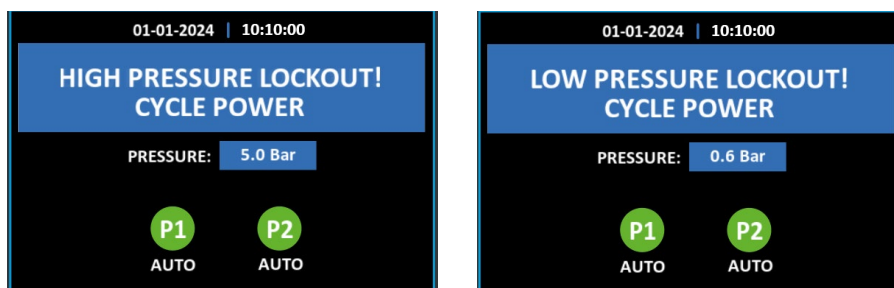 01-01-2024 | 10:10:00
HIGH PRESSURE LOCKOUT!
CYCLE POWER
PRESSURE: 5.0 Bar
P1 P2
AUTO AUTO
01-01-2024 | 10:10:00
LOW PRESSURE LOCKOUT!
CYCLE POWER
PRESSURE: 0.6 Bar
P1 P2
AUTO AUTO